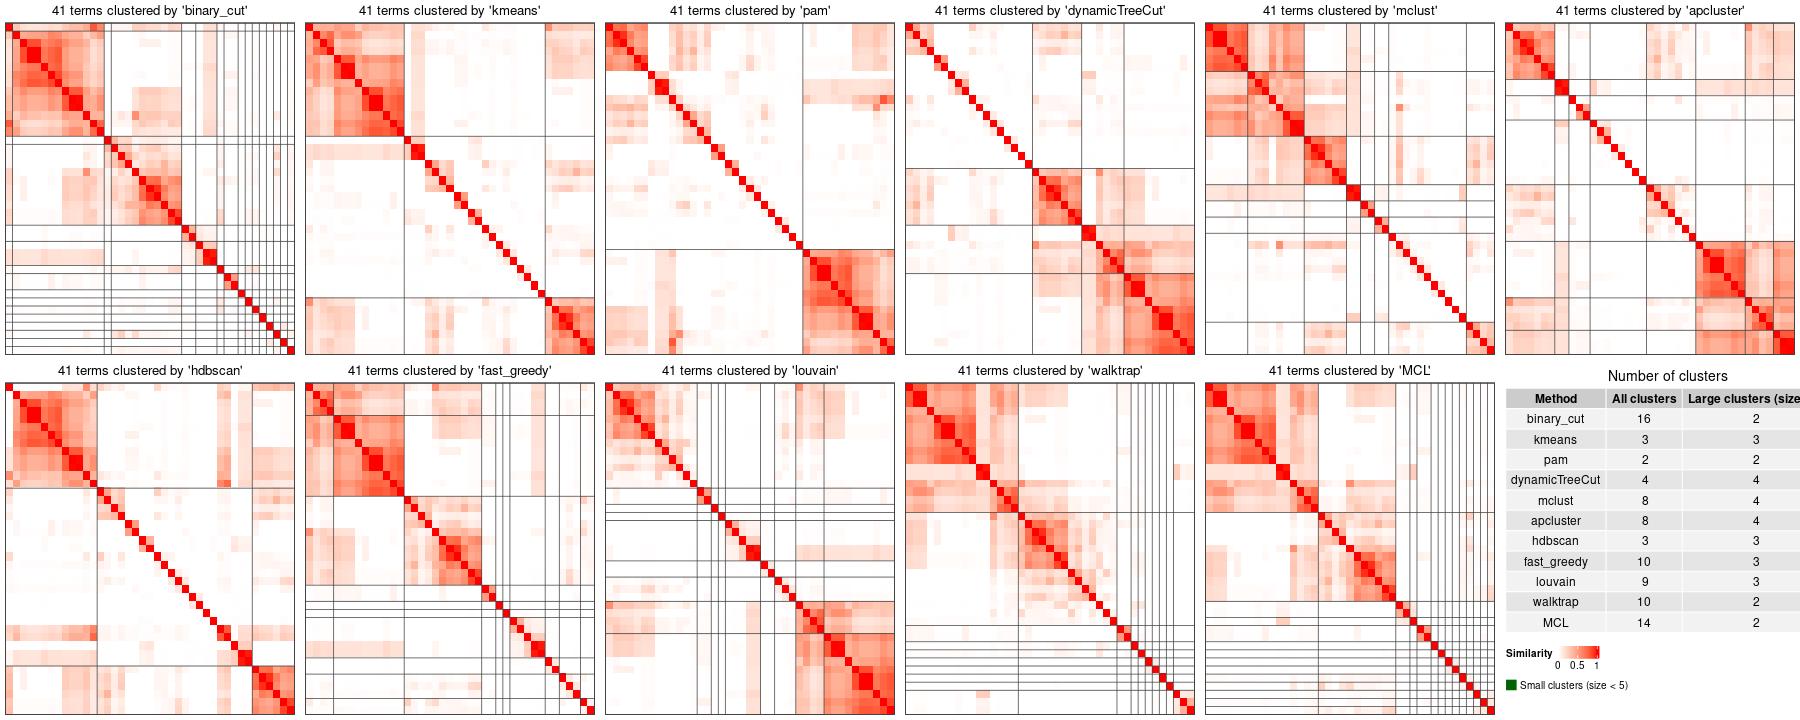 41 terms clustered by 'binary_cut'
41 terms clustered by 'kmeans'
41 terms clustered by 'pam'
41 terms clustered by 'dynamicTreeCut'
41 terms clustered by 'mclust'
41 terms clustered by 'apcluster'
41 terms clustered by 'hdbscan'
41 terms clustered by 'fast_greedy'
41 terms clustered by 'louvain'
41 terms clustered by 'walktrap'
41 terms clustered by 'MCL'
Number of clusters
Method All clusters Large clusters (size
binary_cut 16 2
kmeans 3 3
pam 2 2
dynamicTreeCut 4 4
mclust 8 4
apcluster 8 4
hdbscan 3 3
fast_greedy 10 3
louvain 9 3
walktrap 10 2
MCL 14 2
Similarity
0 0.5 1
Small clusters (size < 5)